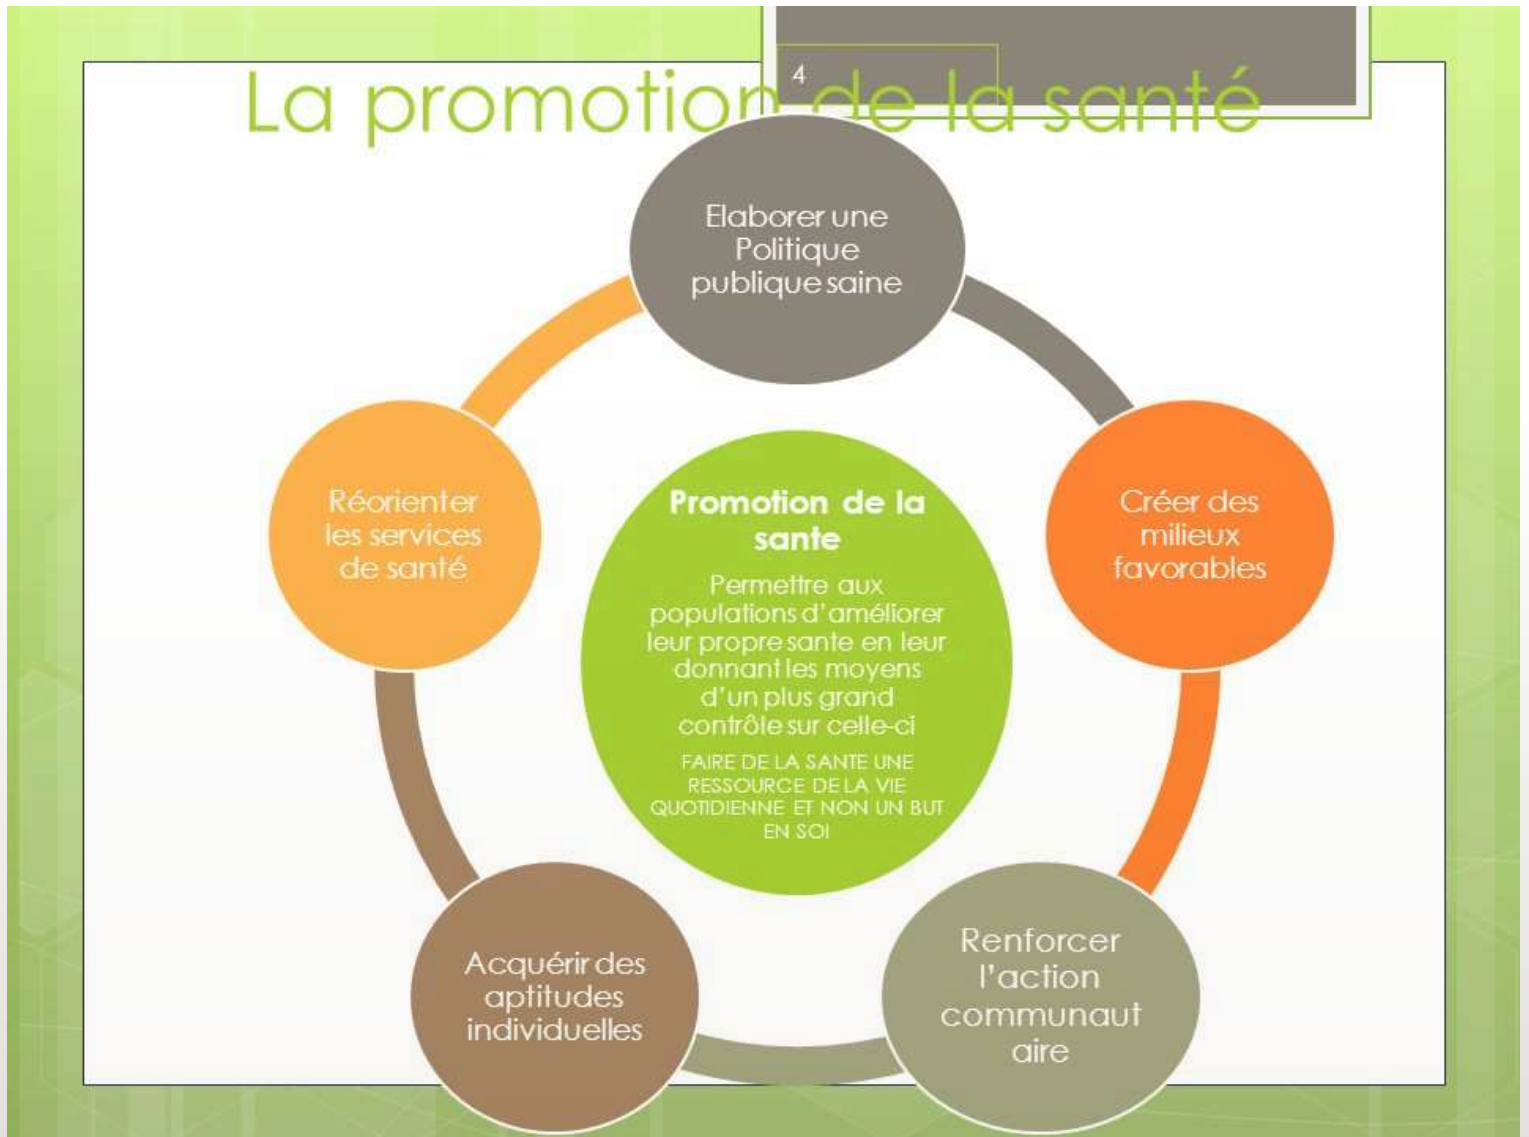 4
La promotion de la santé
Elaborer une
Politique
publique saine
Créer des
milieux
favorables
Renforcer
l'action
communaut
aire
Acquérir des
aptitudes
individuelles
Réorienter
les services
de santé
Promotion de la
sante
Permettre aux
populations d'améliorer
leur propre sante en leur
donnant les moyens
d'un plus grand
contrôle sur celle-ci
FAIRE DE LA SANTE UNE
RESSOURCE DE LA VIE
QUOTIDIENNE ET NON UN BUT
EN SOI